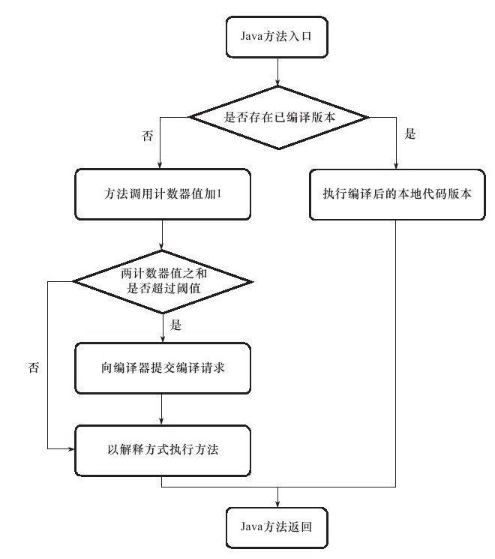 Java方法入口
是否存在已编译版本
否
是
方法调用计数器值加1
执行编译后的本地代码版本
两计数器值之和
是否超过阈值
是
否
向编译器提交编译请求
以解释方式执行方法
Java方法返回